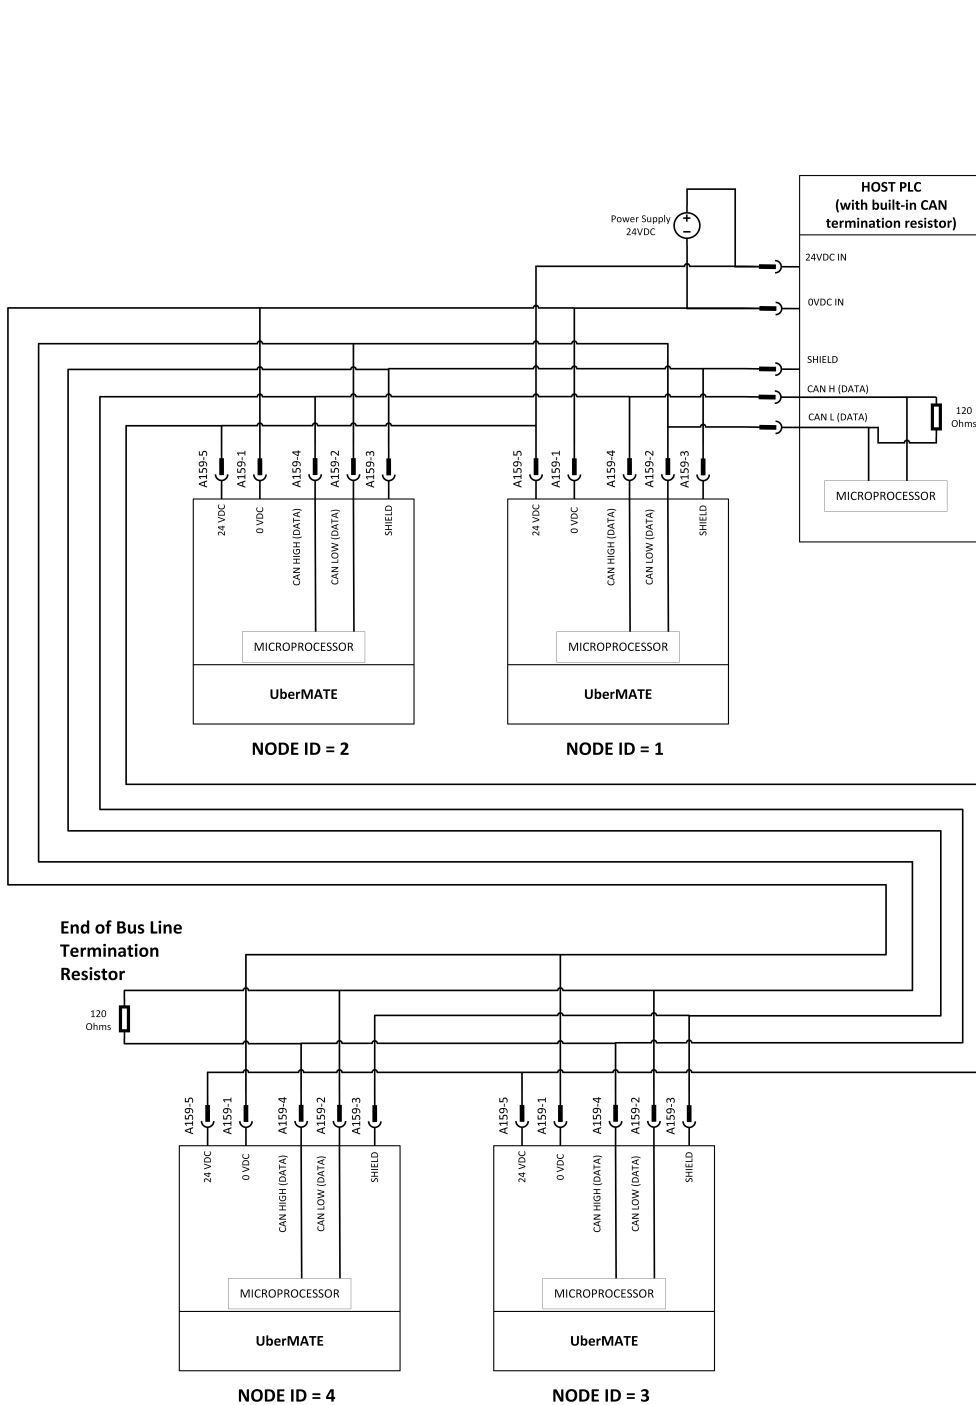 HOST PLC
(with built-in CAN
termination resistor)
Power Supply
24VDC
+
−
24VDC IN
0VDC IN
SHIELD
CAN H (DATA)
CAN L (DATA)
120
Ohms
MICROPROCESSOR
A159-5
A159-1
A159-4
A159-2
A159-3
24 VDC
0 VDC
CAN HIGH (DATA)
CAN LOW (DATA)
SHIELD
MICROPROCESSOR
UberMATE
NODE ID = 2
A159-5
A159-1
A159-4
A159-2
A159-3
24 VDC
0 VDC
CAN HIGH (DATA)
CAN LOW (DATA)
SHIELD
MICROPROCESSOR
UberMATE
NODE ID = 1
End of Bus Line
Termination
Resistor
120
Ohms
A159-5
A159-1
A159-4
A159-2
A159-3
24 VDC
0 VDC
CAN HIGH (DATA)
CAN LOW (DATA)
SHIELD
MICROPROCESSOR
UberMATE
NODE ID = 4
A159-5
A159-1
A159-4
A159-2
A159-3
24 VDC
0 VDC
CAN HIGH (DATA)
CAN LOW (DATA)
SHIELD
MICROPROCESSOR
UberMATE
NODE ID = 3